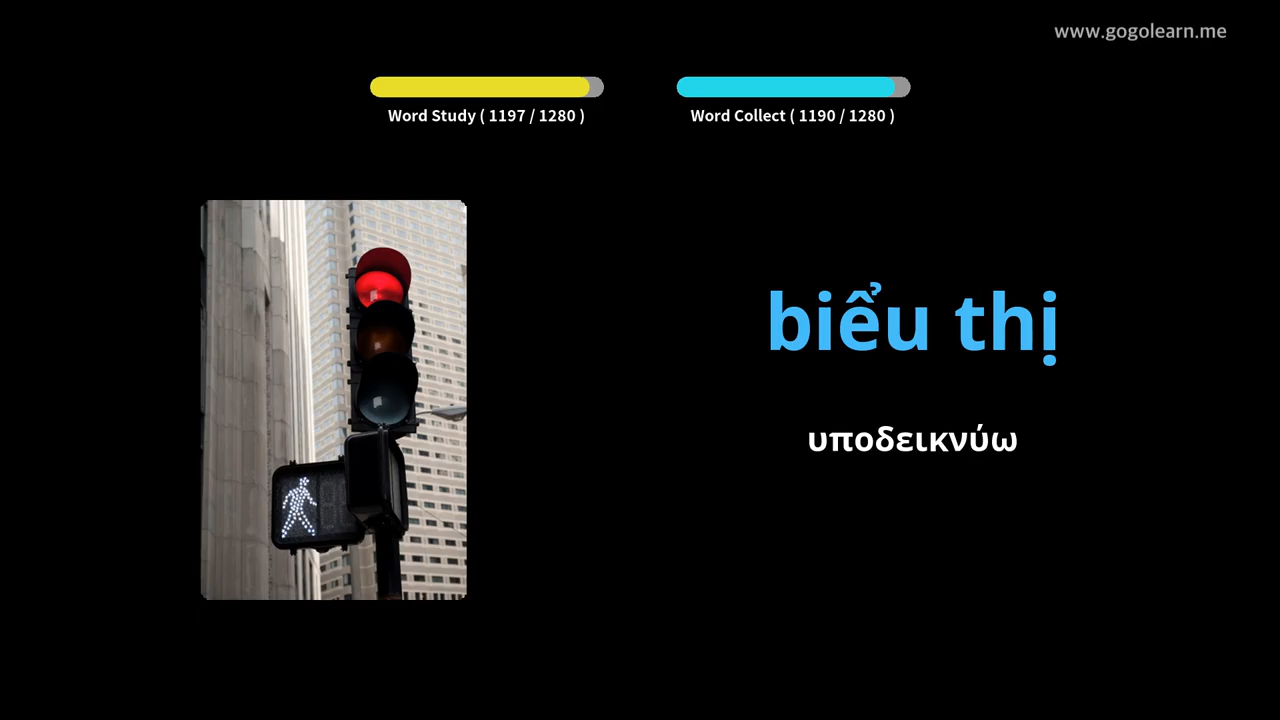 www.gogolearn.me
Word Study ( 1197 / 1280 )
Word Collect ( 1190 / 1280 )
biểu thị
υποδεικνύω